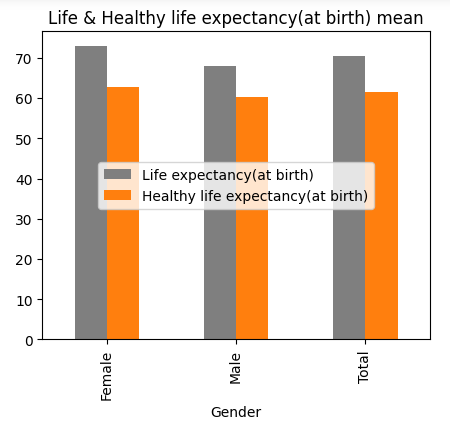 Life & Healthy life expectancy(at birth) mean
70
60
50
40
30
20
10
0
Life expectancy(at birth)
Healthy life expectancy(at birth)
Female
Male
Total
Gender